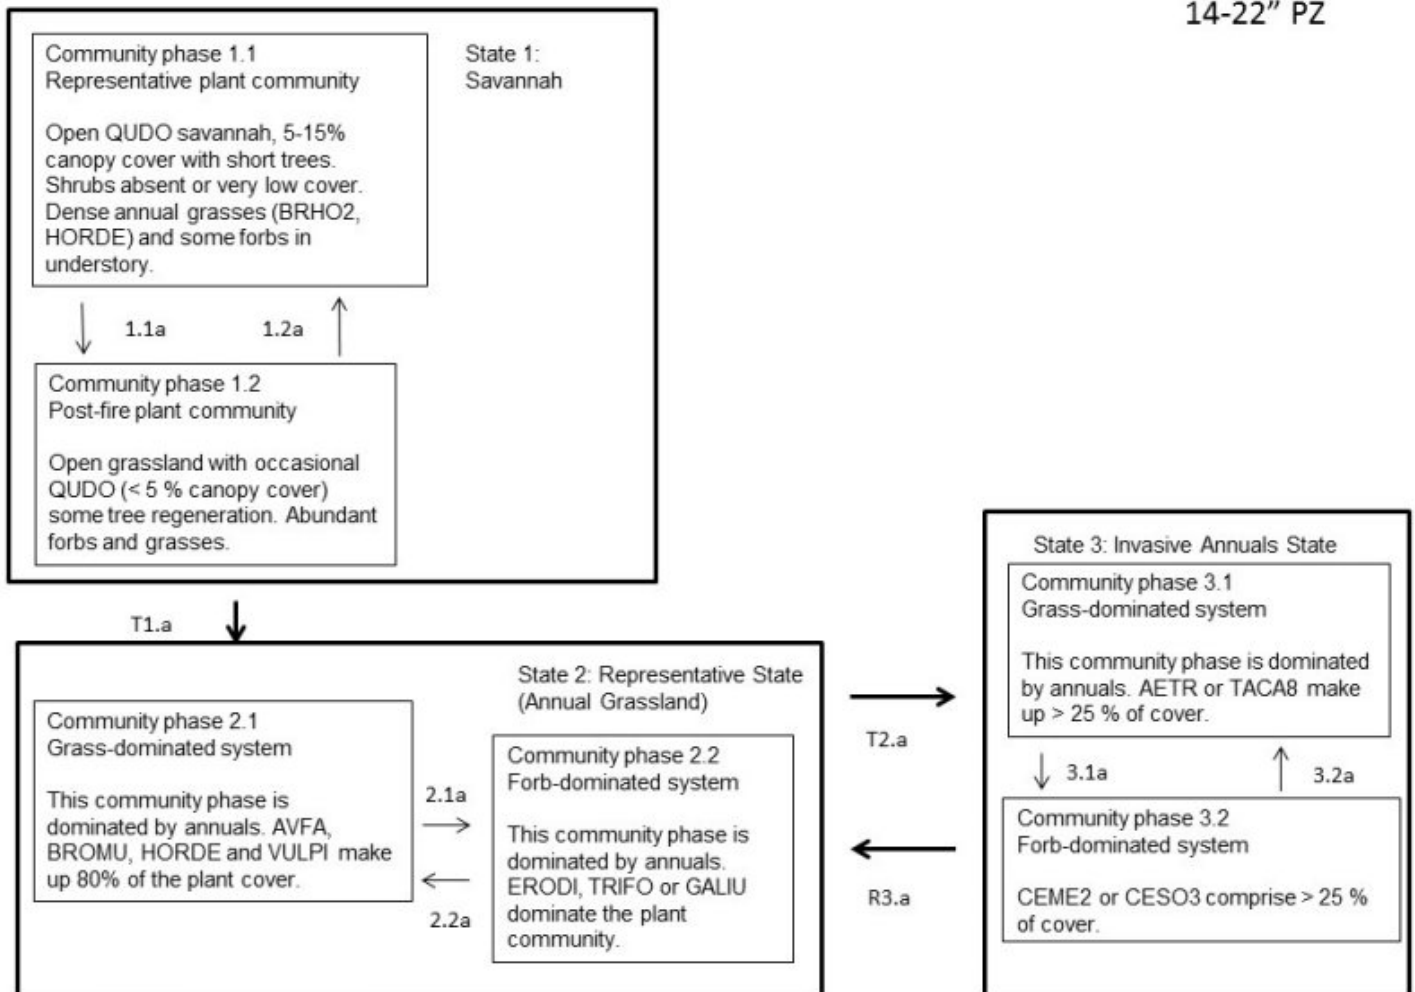 14-22” PZ
Community phase 1.1
Representative plant community
Open QUDO savannah, 5-15%
canopy cover with short trees.
Shrubs absent or very low cover.
Dense annual grasses (BRHO2,
HORDE) and some forbs in
understory.
State 1:
Savannah
1.1a
1.2a
Community phase 1.2
Post-fire plant community
Open grassland with occasional
QUDO (< 5 % canopy cover)
some tree regeneration. Abundant
forbs and grasses.
T1.a
State 2: Representative State
(Annual Grassland)
Community phase 2.1
Grass-dominated system
This community phase is
dominated by annuals. AVFA,
BROMU, HORDE and VULPI make
up 80% of the plant cover.
2.1a
2.2a
Community phase 2.2
Forb-dominated system
This community phase is
dominated by annuals.
ERODI, TRIFO or GALIU
dominate the plant
community.
T2.a
R3.a
State 3: Invasive Annuals State
Community phase 3.1
Grass-dominated system
This community phase is dominated
by annuals. AETR or TACA8 make
up > 25 % of cover.
3.1a
3.2a
Community phase 3.2
Forb-dominated system
CEME2 or CESO3 comprise > 25 %
of cover.